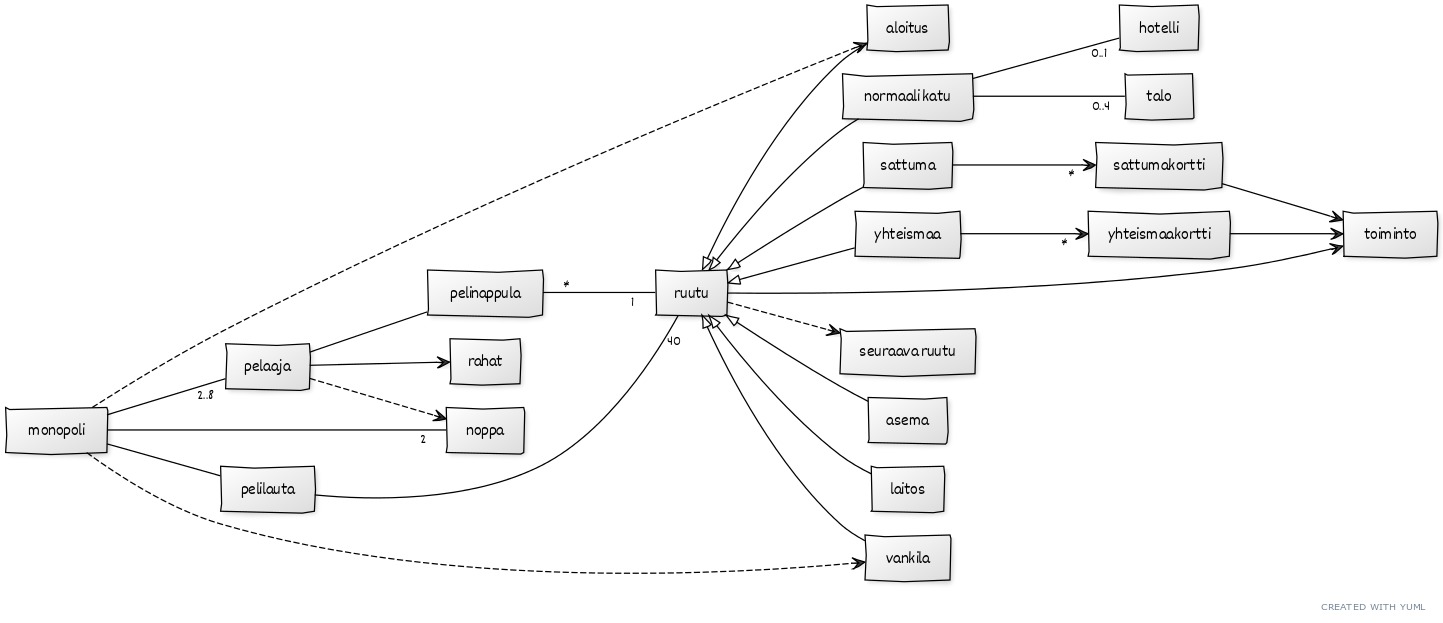 aloitus
hotelli
0..1
normaalikatu
talo
0..4
sattuma
sattumakortti
*
yhteismaa
yhteismaakortti
*
toiminto
pelinappula
*
1
ruutu
40
seuraavaruutu
pelaaja
2..8
rahat
asema
monopoli
noppa
2
pelilauta
laitos
vankila
CREATED WITH YUML